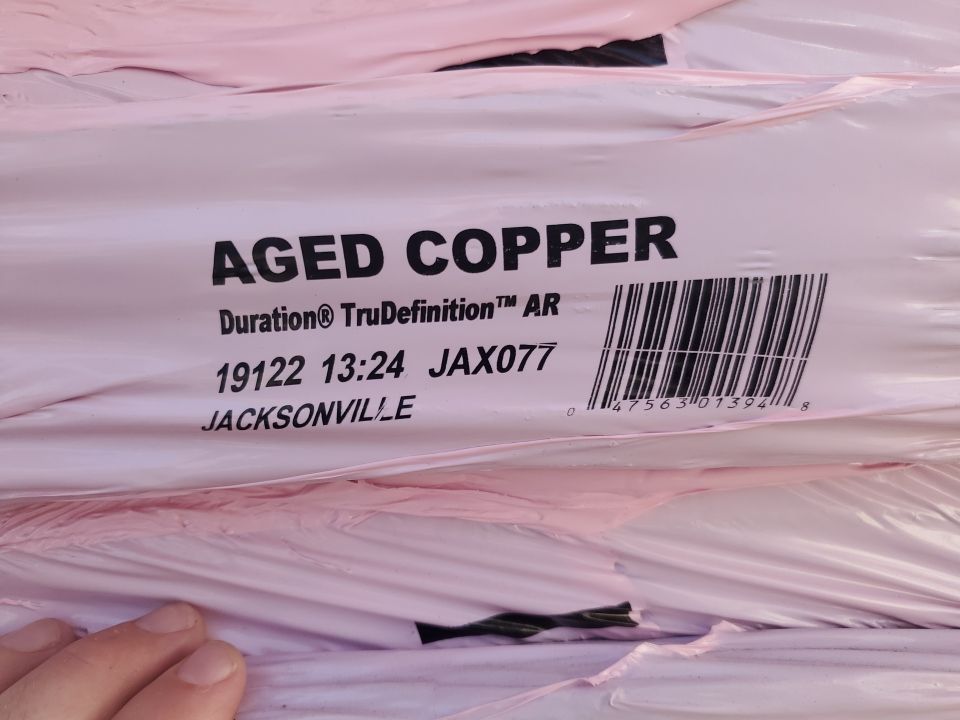 AGED COPPER
Duration® TruDefinition™ AR
19122 13:24 JAX077
JACKSONVILLE
0 47563 01394 8